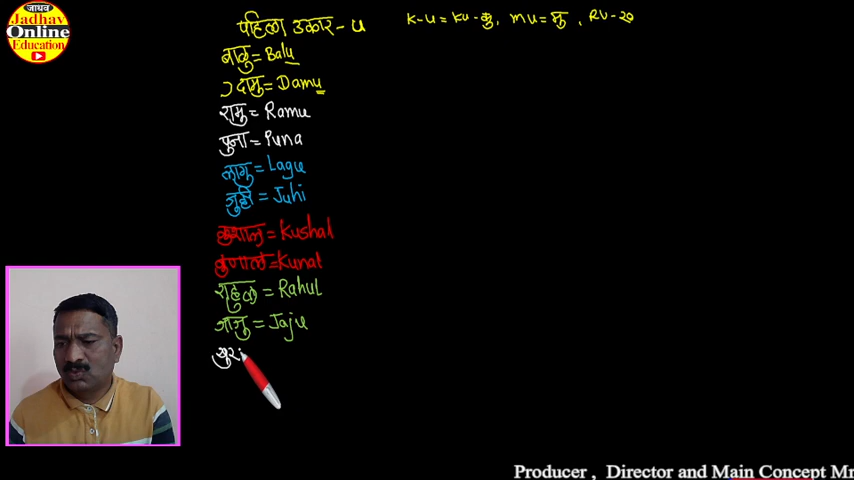 जाधव
Jadhav
Online
Education
पहिला उकार - u
K-u = Ku - कु, mu = मु, Ru - रु
बाळु = Balu
दामु = Damu
रामु = Ramu
पुना = Puna
लागु = Lagu
जुही = Juhi
कुशाल = Kushal
कुणाल = Kunal
राहुल = Rahul
जाजु = Jaju
Producer , Director and Main Concept Mr